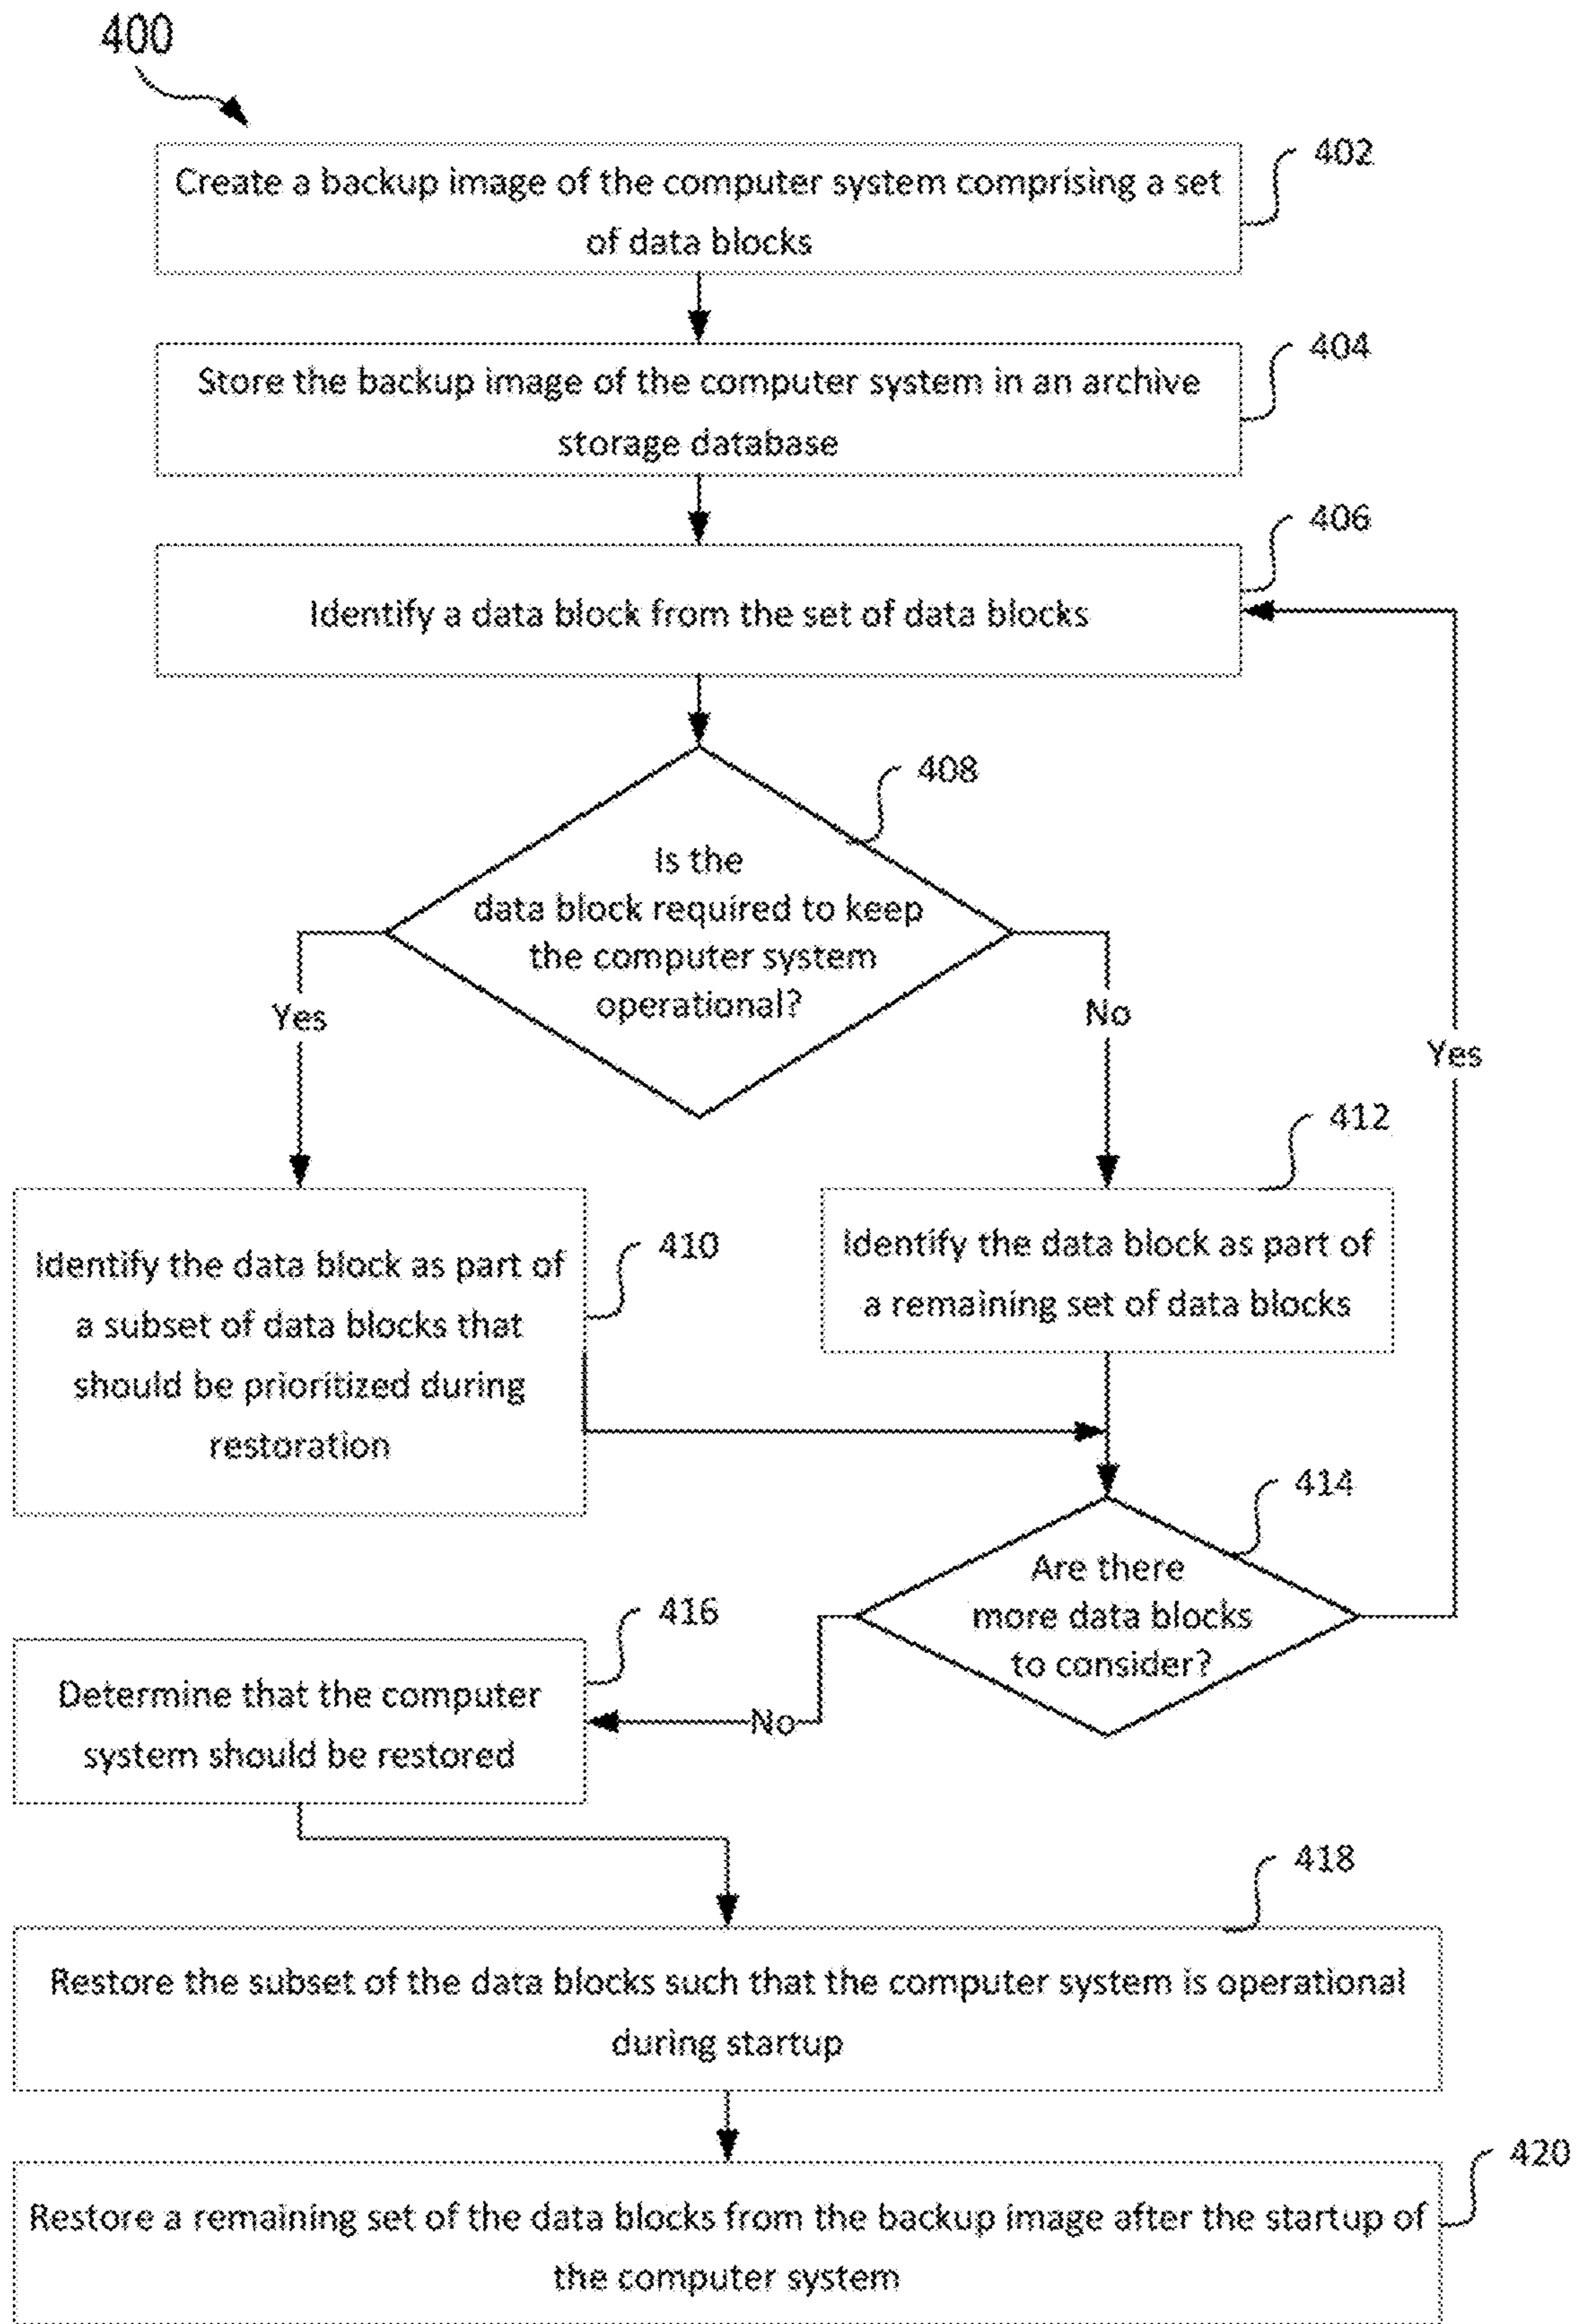 400
402
Create a backup image of the computer system comprising a set
of data blocks
404
Store the backup image of the computer system in an archive
storage database
406
Identify a data block from the set of data blocks
408
Is the
data block required to keep
the computer system
operational?
Yes
No
Yes
412
410
Identify the data block as part of
a subset of data blocks that
should be prioritized during
restoration
Identify the data block as part of
a remaining set of data blocks
414
Are there
more data blocks
to consider?
416
Determine that the computer
system should be restored
No
418
Restore the subset of the data blocks such that the computer system is operational
during startup
420
Restore a remaining set of the data blocks from the backup image after the startup of
the computer system